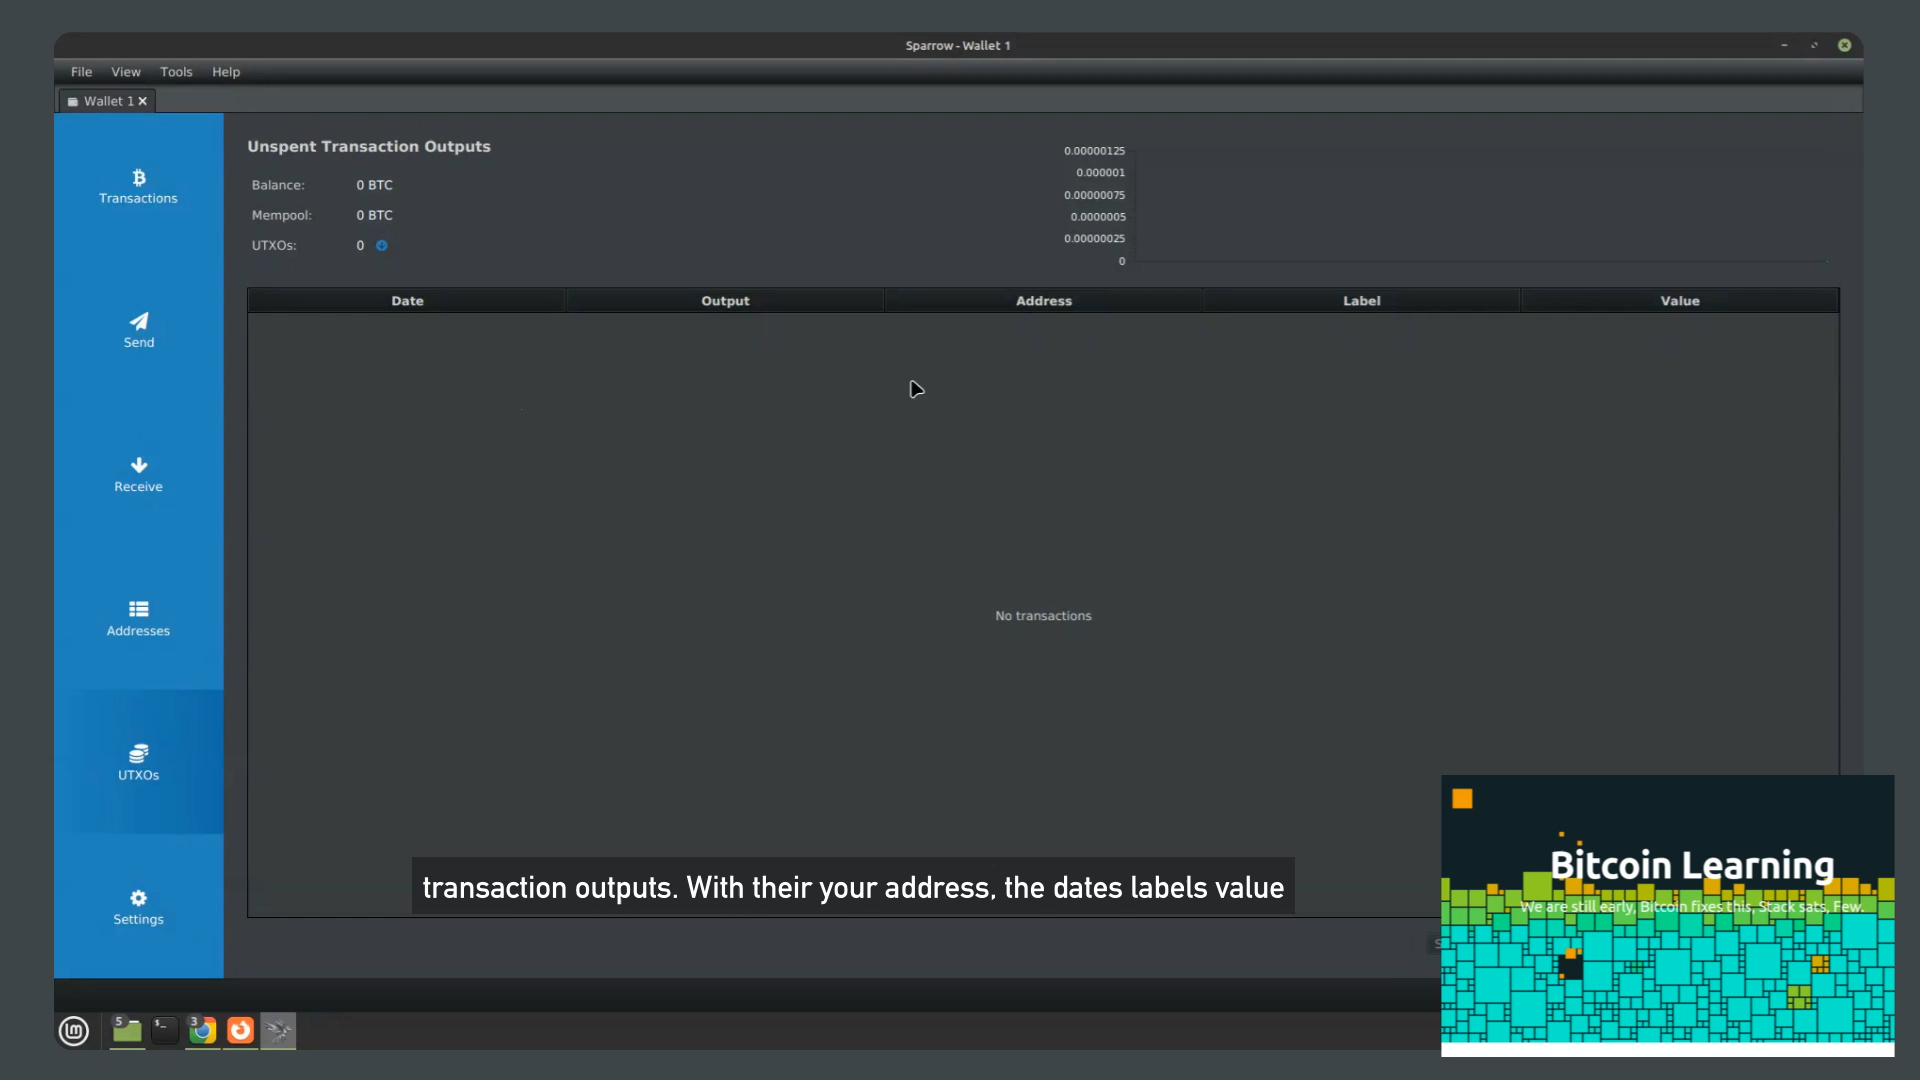 Sparrow - Wallet 1
File View Tools Help
Wallet 1
Transactions
Send
Receive
Addresses
UTXOs
Settings
Unspent Transaction Outputs
Balance: 0 BTC
Mempool: 0 BTC
UTXOs: 0
0.00000125
0.000001
0.00000075
0.0000005
0.00000025
0
Date Output Address Label Value
No transactions
transaction outputs. With their your address, the dates labels value
Bitcoin Learning
We are still early, Bitcoin fixes this, Stack sats, Few.
5
$_
3